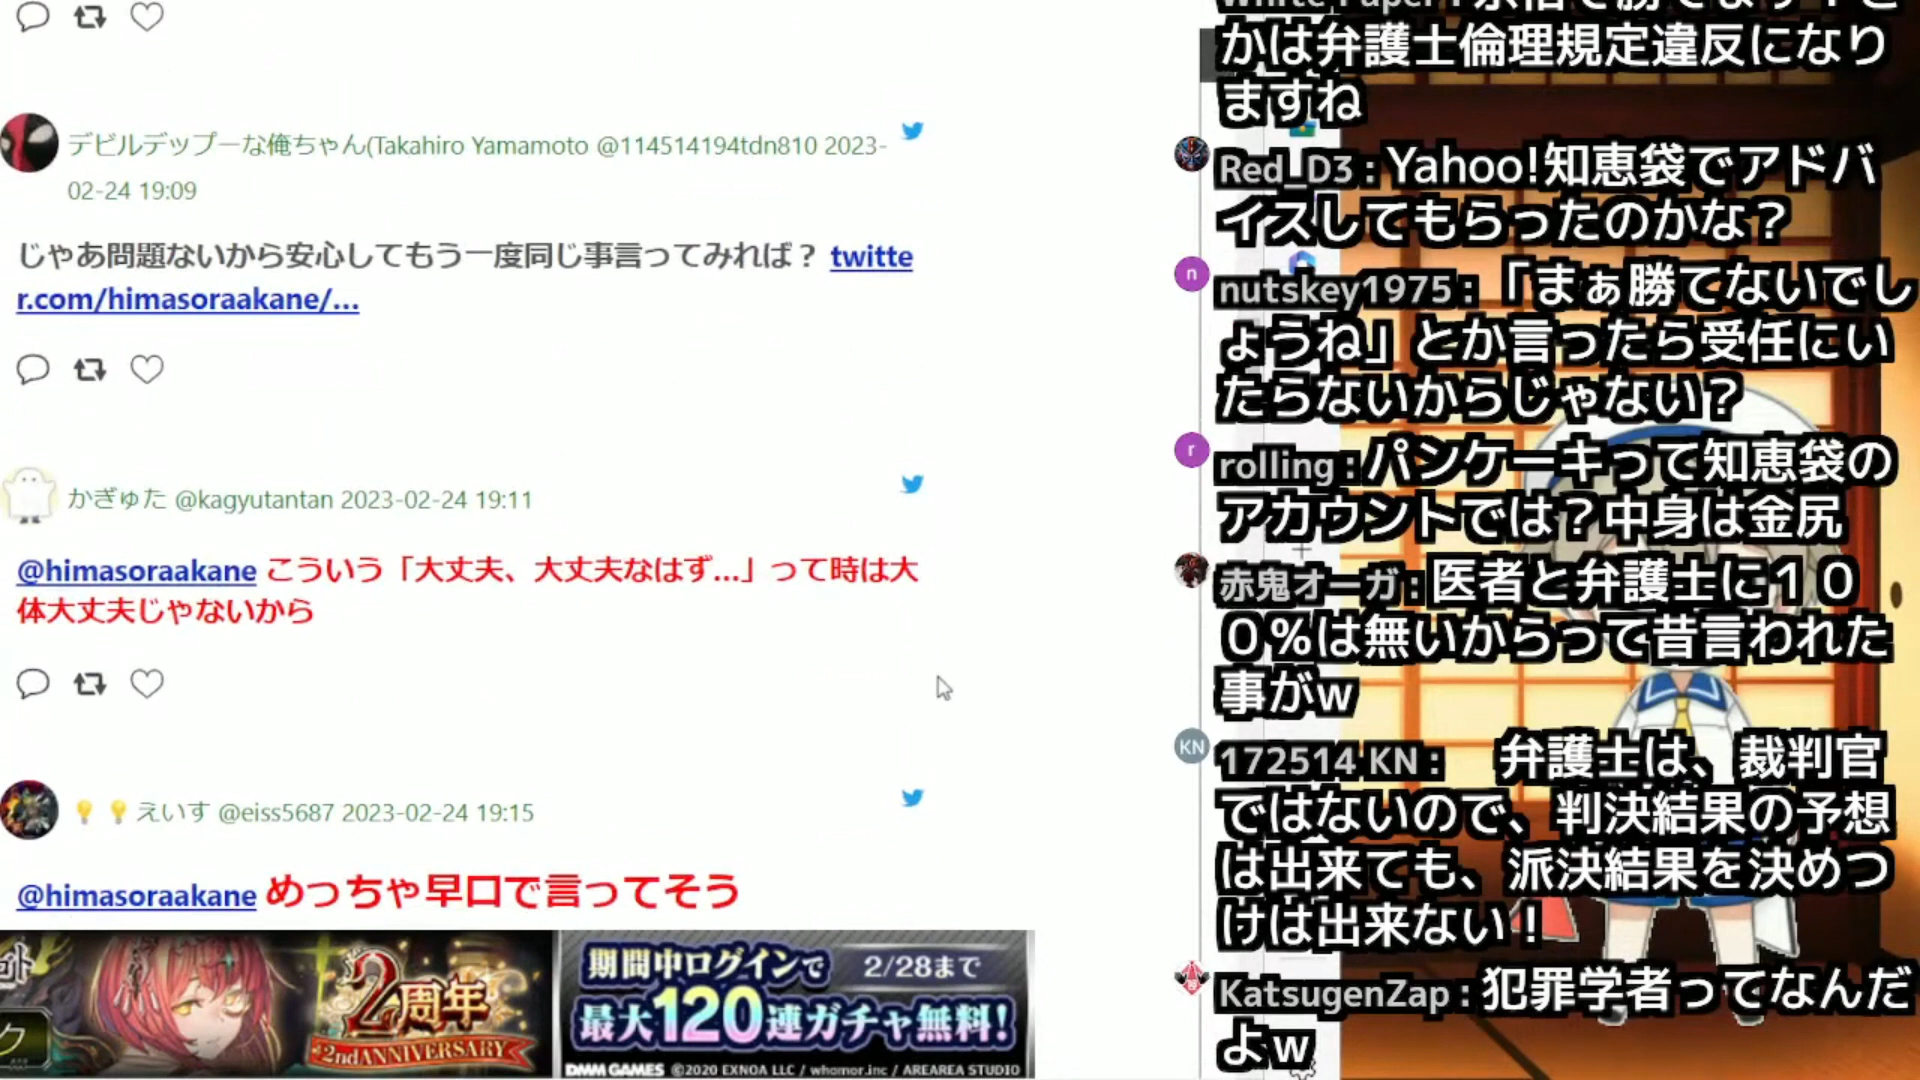 デビルデップーな俺ちゃん(Takahiro Yamamoto @114514194tdn810 2023-
02-24 19:09
じゃあ問題ないから安心してもう一度同じ事言ってみれば？ twitte
r.com/himasoraakane/...
かぎゅた @kagyutantan 2023-02-24 19:11
@himasoraakane こういう「大丈夫、大丈夫なはず...」って時は大
体大丈夫じゃないから
えいす @eiss5687 2023-02-24 19:15
@himasoraakane めっちゃ早口で言ってそう
2周年
2nd ANNIVERSARY
期間中ログインで 2/28まで
最大120連ガチャ無料!
DMM GAMES ©2020 EXNOA LLC / whomor.inc / AREAREA STUDIO
かは弁護士倫理規定違反になり
ますね
Red_D3 : Yahoo!知恵袋でアドバ
イスしてもらったのかな？
n nutskey1975 : 「まぁ勝てないでし
ょうね」とか言ったら受任にい
たらないからじゃない？
r rolling : パンケーキって知恵袋の
アカウントでは？中身は金尻
赤鬼オーガ : 医者と弁護士に１０
０％は無いからって昔言われた
事がw
KN 172514 KN : 弁護士は、裁判官
ではないので、判決結果の予想
は出来ても、派決結果を決めつ
けは出来ない！
KatsugenZap : 犯罪学者ってなんだ
よw